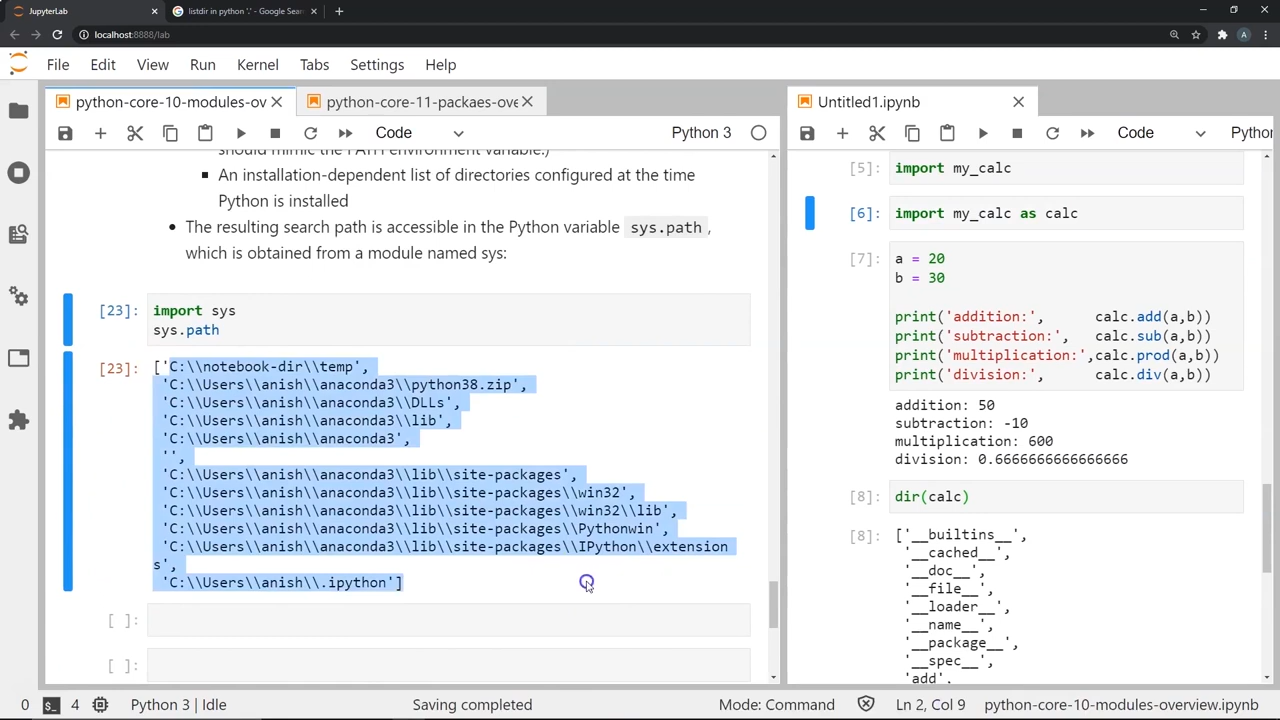 JupyterLab
listdir in python '.' - Google Sear
localhost:8888/lab
A
File Edit View Run Kernel Tabs Settings Help
python-core-10-modules-ov
python-core-11-packaes-ove
Code
Python 3
should mimic the PATH environment variable.)
An installation-dependent list of directories configured at the time
Python is installed
The resulting search path is accessible in the Python variable sys.path,
which is obtained from a module named sys:
[23]: import sys
sys.path
[23]: ['C:\\notebook-dir\\temp',
'C:\\Users\\anish\\anaconda3\\python38.zip',
'C:\\Users\\anish\\anaconda3\\DLLs',
'C:\\Users\\anish\\anaconda3\\lib',
'C:\\Users\\anish\\anaconda3',
'',
'C:\\Users\\anish\\anaconda3\\lib\\site-packages',
'C:\\Users\\anish\\anaconda3\\lib\\site-packages\\win32',
'C:\\Users\\anish\\anaconda3\\lib\\site-packages\\win32\\lib',
'C:\\Users\\anish\\anaconda3\\lib\\site-packages\\Pythonwin',
'C:\\Users\\anish\\anaconda3\\lib\\site-packages\\IPython\\extension
s',
'C:\\Users\\anish\\.ipython']
[ ]:
[ ]:
Untitled1.ipynb
Code
Python
[5]: import my_calc
[6]: import my_calc as calc
[7]: a = 20
b = 30
print('addition:', calc.add(a,b))
print('subtraction:', calc.sub(a,b))
print('multiplication:',calc.prod(a,b))
print('division:', calc.div(a,b))
addition: 50
subtraction: -10
multiplication: 600
division: 0.6666666666666666
[8]: dir(calc)
[8]: ['__builtins__',
'__cached__',
'__doc__',
'__file__',
'__loader__',
'__name__',
'__package__',
'__spec__',
'add',
0 $_ 4 Python 3 | Idle Saving completed Mode: Command Ln 2, Col 9 python-core-10-modules-overview.ipynb